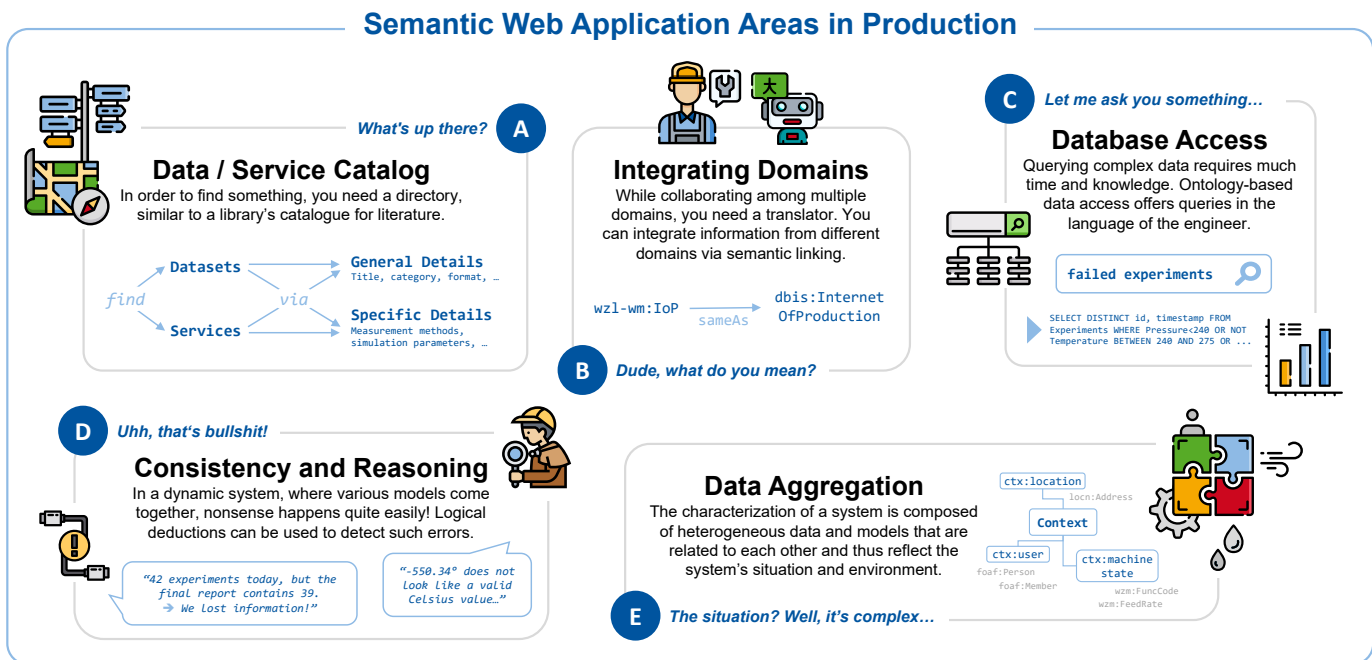 Semantic Web Application Areas in Production
What's up there?
A
Data / Service Catalog
In order to find something, you need a directory,
similar to a library's catalogue for literature.
find
Datasets
Services
via
General Details
Title, category, format, …
Specific Details
Measurement methods,
simulation parameters, …
大
Integrating Domains
While collaborating among multiple
domains, you need a translator. You
can integrate information from different
domains via semantic linking.
wzl-wm:IoP
sameAs
dbis:Internet
OfProduction
B
Dude, what do you mean?
C
Let me ask you something…
Database Access
Querying complex data requires much
time and knowledge. Ontology-based
data access offers queries in the
language of the engineer.
failed experiments
SELECT DISTINCT id, timestamp FROM
Experiments WHERE Pressure<240 OR NOT
Temperature BETWEEN 240 AND 275 OR ...
D
Uhh, that‘s bullshit!
Consistency and Reasoning
In a dynamic system, where various models come
together, nonsense happens quite easily! Logical
deductions can be used to detect such errors.
“42 experiments today, but the
final report contains 39.
→ We lost information!”
“-550.34° does not
look like a valid
Celsius value…”
Data Aggregation
The characterization of a system is composed
of heterogeneous data and models that are
related to each other and thus reflect the
system’s situation and environment.
ctx:location
locn:Address
Context
ctx:user
foaf:Person
foaf:Member
ctx:machine
state
wzm:FuncCode
wzm:FeedRate
E
The situation? Well, it’s complex…